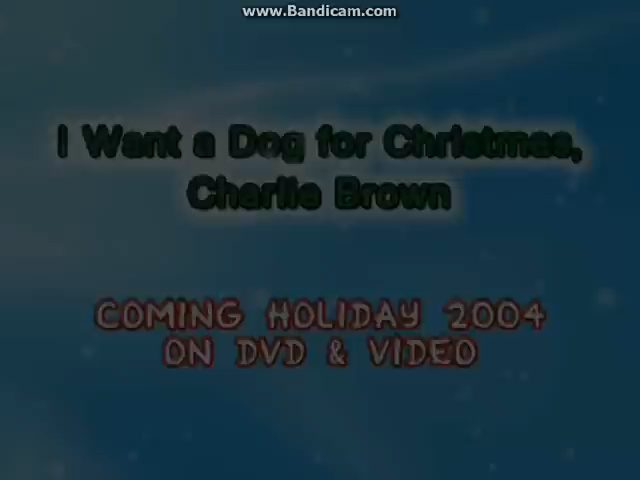 www.Bandicam.com
I Want a Dog for Christmas,
Charlie Brown
COMING HOLIDAY 2004
ON DVD & VIDEO